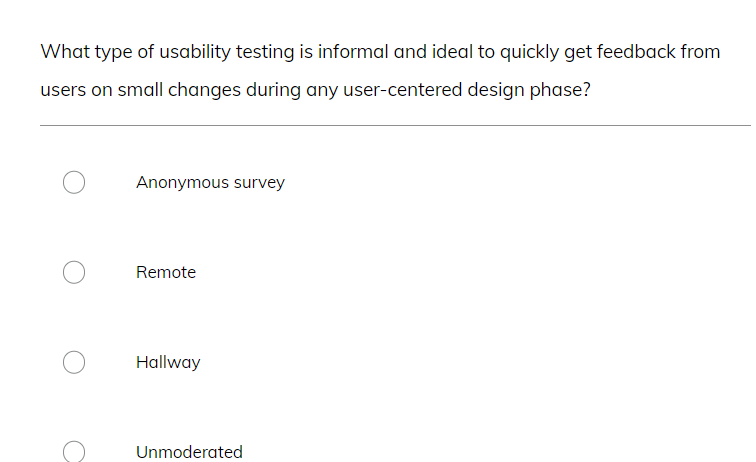 What type of usability testing is informal and ideal to quickly get feedback from
users on small changes during any user-centered design phase?
Anonymous survey
Remote
Hallway
Unmoderated